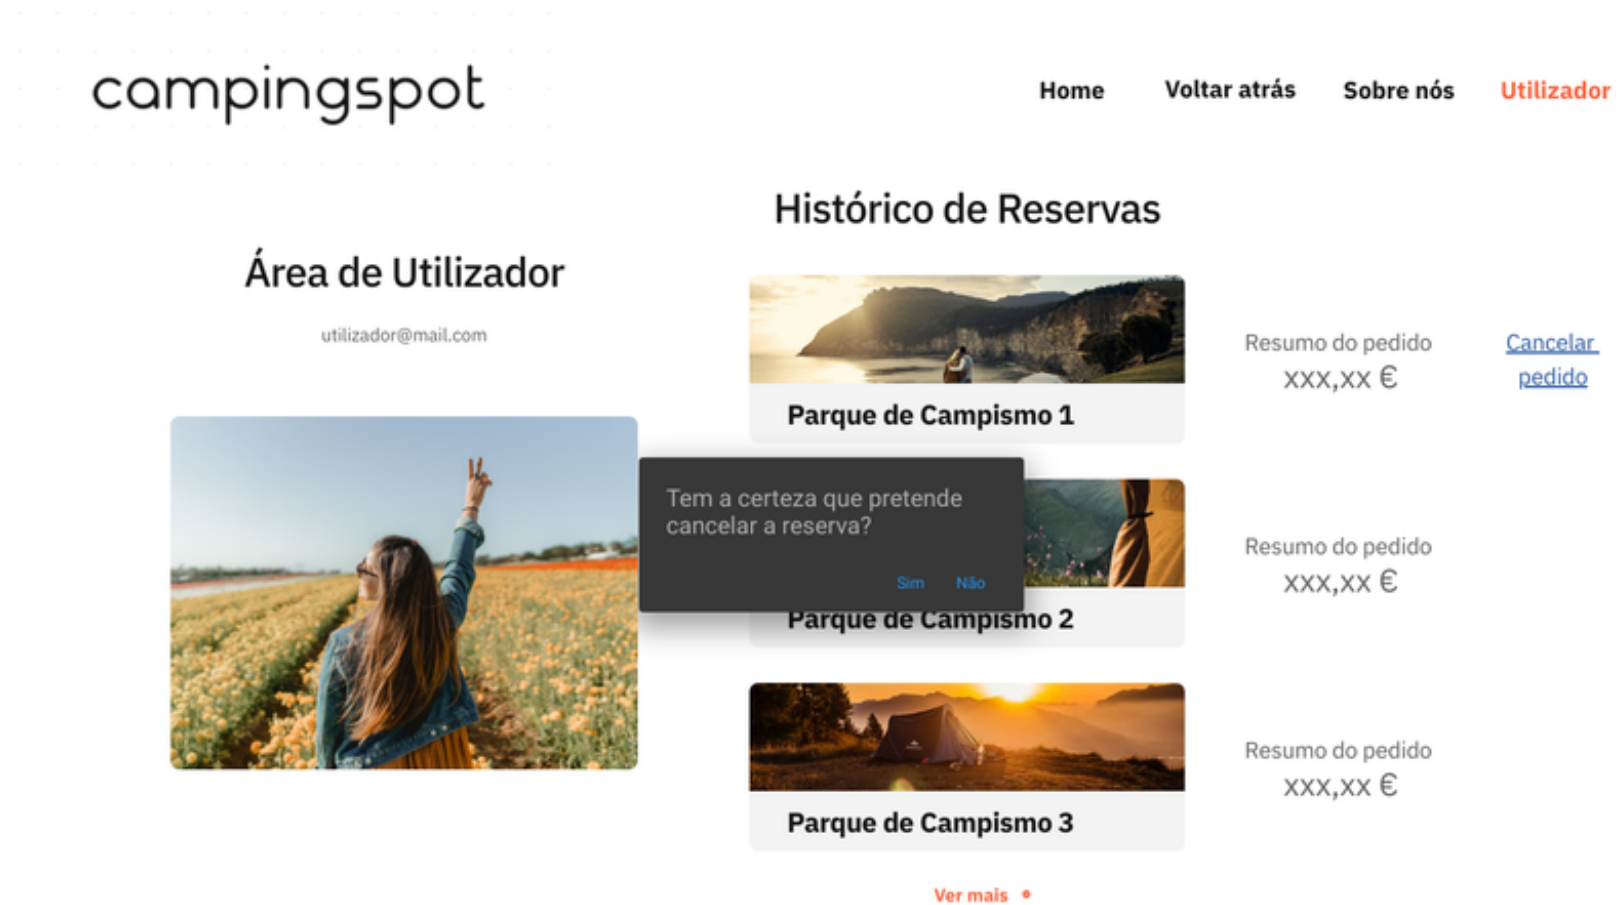 campingspot
Home
Voltar atrás
Sobre nós
Utilizador
Histórico de Reservas
Área de Utilizador
utilizador@mail.com
Parque de Campismo 1
Resumo do pedido
xxx,xx €
Cancelar
pedido
Tem a certeza que pretende
cancelar a reserva?
Sim
Não
Parque de Campismo 2
Resumo do pedido
xxx,xx €
Parque de Campismo 3
Resumo do pedido
xxx,xx €
Ver mais